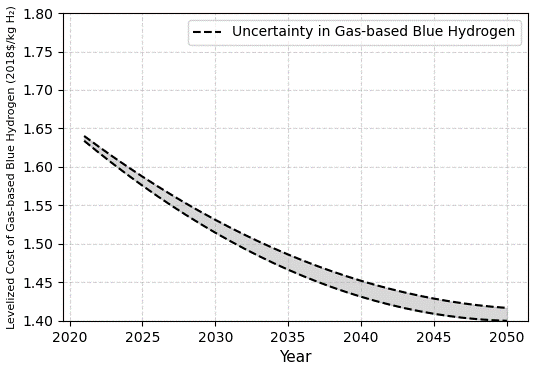 Levelized Cost of Gas-based Blue Hydrogen (2018$/kg H₂)
1.80
1.75
1.70
1.65
1.60
1.55
1.50
1.45
1.40
Uncertainty in Gas-based Blue Hydrogen
2020 2025 2030 2035 2040 2045 2050
Year